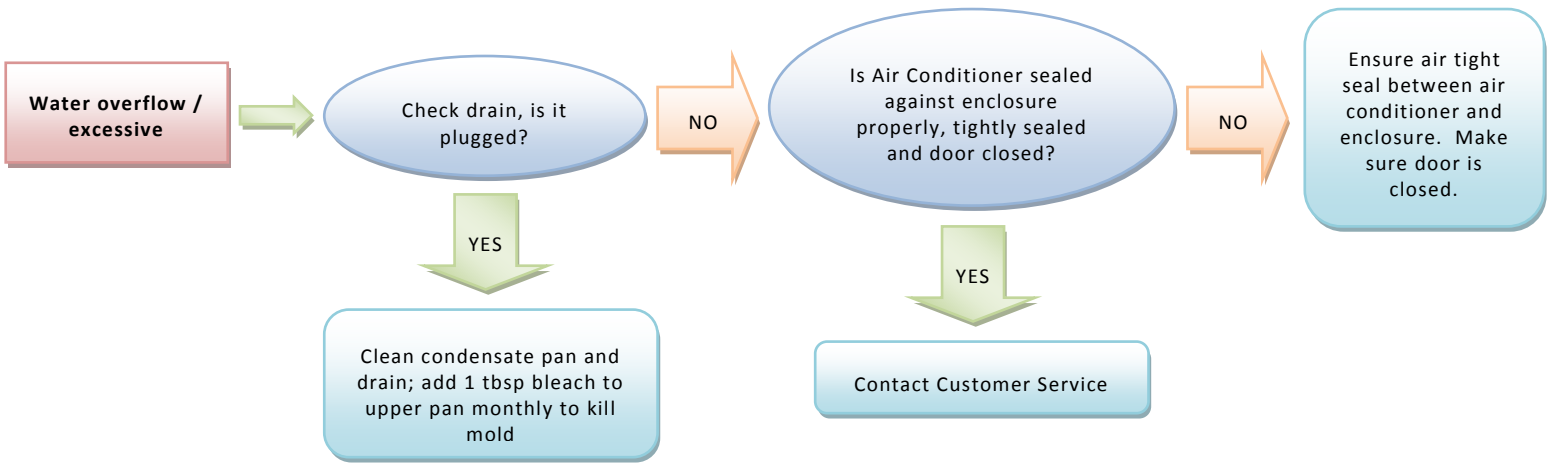 Water overflow /
excessive
Check drain, is it
plugged?
NO
Is Air Conditioner sealed
against enclosure
properly, tightly sealed
and door closed?
NO
Ensure air tight
seal between air
conditioner and
enclosure.  Make
sure door is
closed.
YES
Clean condensate pan and
drain; add 1 tbsp bleach to
upper pan monthly to kill
mold
YES
Contact Customer Service